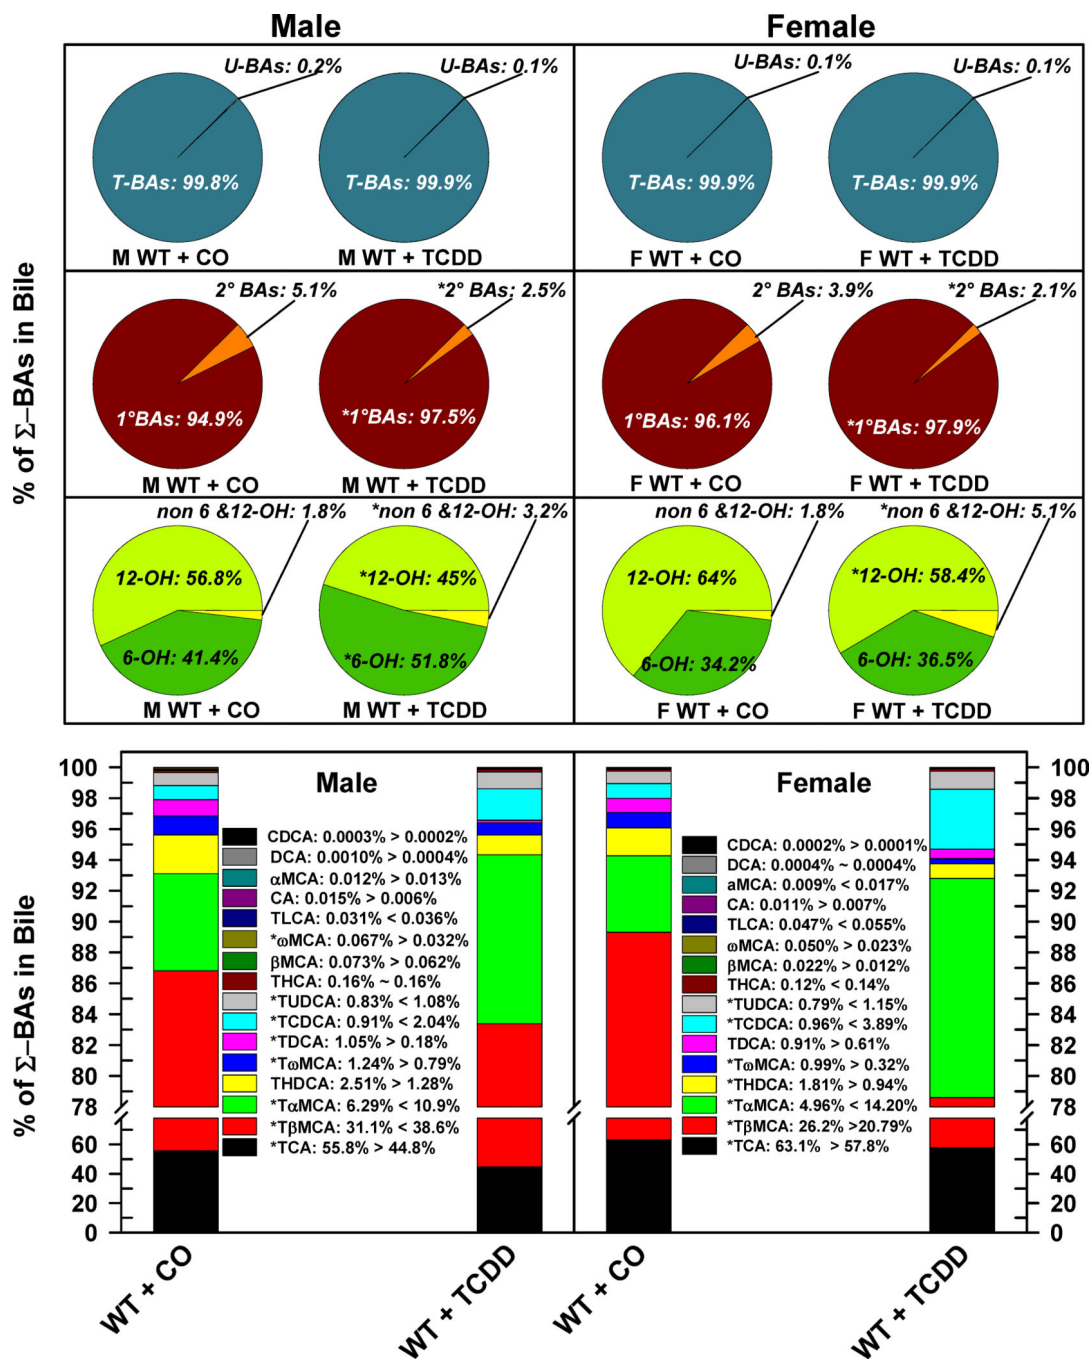 Male
Female
U-BAs: 0.2%
U-BAs: 0.1%
U-BAs: 0.1%
U-BAs: 0.1%
T-BAs: 99.8%
T-BAs: 99.9%
T-BAs: 99.9%
T-BAs: 99.9%
M WT + CO
M WT + TCDD
F WT + CO
F WT + TCDD
% of Σ–BAs in Bile
2° BAs: 5.1%
*2° BAs: 2.5%
2° BAs: 3.9%
*2° BAs: 2.1%
1°BAs: 94.9%
*1°BAs: 97.5%
1°BAs: 96.1%
*1°BAs: 97.9%
M WT + CO
M WT + TCDD
F WT + CO
F WT + TCDD
non 6 &12-OH: 1.8%
*non 6 &12-OH: 3.2%
non 6 &12-OH: 1.8%
*non 6 &12-OH: 5.1%
12-OH: 56.8%
*12-OH: 45%
12-OH: 64%
*12-OH: 58.4%
6-OH: 41.4%
*6-OH: 51.8%
6-OH: 34.2%
6-OH: 36.5%
M WT + CO
M WT + TCDD
F WT + CO
F WT + TCDD
% of Σ–BAs in Bile
100
98
96
94
92
90
88
86
84
82
80
78
60
40
20
0
Male
CDCA: 0.0003% > 0.0002%
DCA: 0.0010% > 0.0004%
αMCA: 0.012% > 0.013%
CA: 0.015% > 0.006%
TLCA: 0.031% < 0.036%
*ωMCA: 0.067% > 0.032%
βMCA: 0.073% > 0.062%
THCA: 0.16% ~ 0.16%
*TUDCA: 0.83% < 1.08%
*TCDCA: 0.91% < 2.04%
*TDCA: 1.05% > 0.18%
*TωMCA: 1.24% > 0.79%
THDCA: 2.51% > 1.28%
*TαMCA: 6.29% < 10.9%
*TβMCA: 31.1% < 38.6%
*TCA: 55.8% > 44.8%
Female
CDCA: 0.0002% > 0.0001%
DCA: 0.0004% ~ 0.0004%
aMCA: 0.009% < 0.017%
CA: 0.011% > 0.007%
TLCA: 0.047% < 0.055%
ωMCA: 0.050% > 0.023%
βMCA: 0.022% > 0.012%
THCA: 0.12% < 0.14%
*TUDCA: 0.79% < 1.15%
*TCDCA: 0.96% < 3.89%
TDCA: 0.91% > 0.61%
*TωMCA: 0.99% > 0.32%
*THDCA: 1.81% > 0.94%
*TαMCA: 4.96% < 14.20%
*TβMCA: 26.2% >20.79%
*TCA: 63.1% > 57.8%
100
98
96
94
92
90
88
86
84
82
80
78
60
40
20
0
WT + CO
WT + TCDD
WT + CO
WT + TCDD